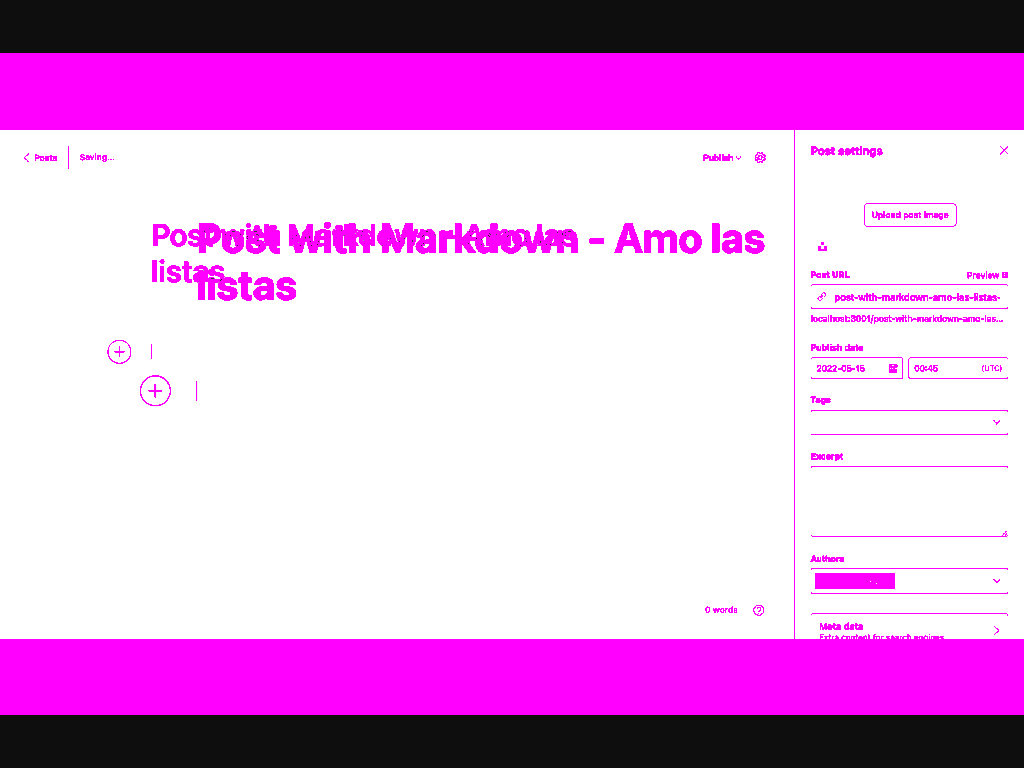 Posts
Saving...
Publish
Post settings
Upload post image
Post with Markdown - Amo las
listas
Post with Markdown - Amo las
listas
Post URL
Preview
post-with-markdown-amo-las-listas-
localhost:3001/post-with-markdown-amo-las...
Publish date
2022-05-15
00:45
(UTC)
Tags
Excerpt
Authors
0 words
Meta data
Extra content for search engines